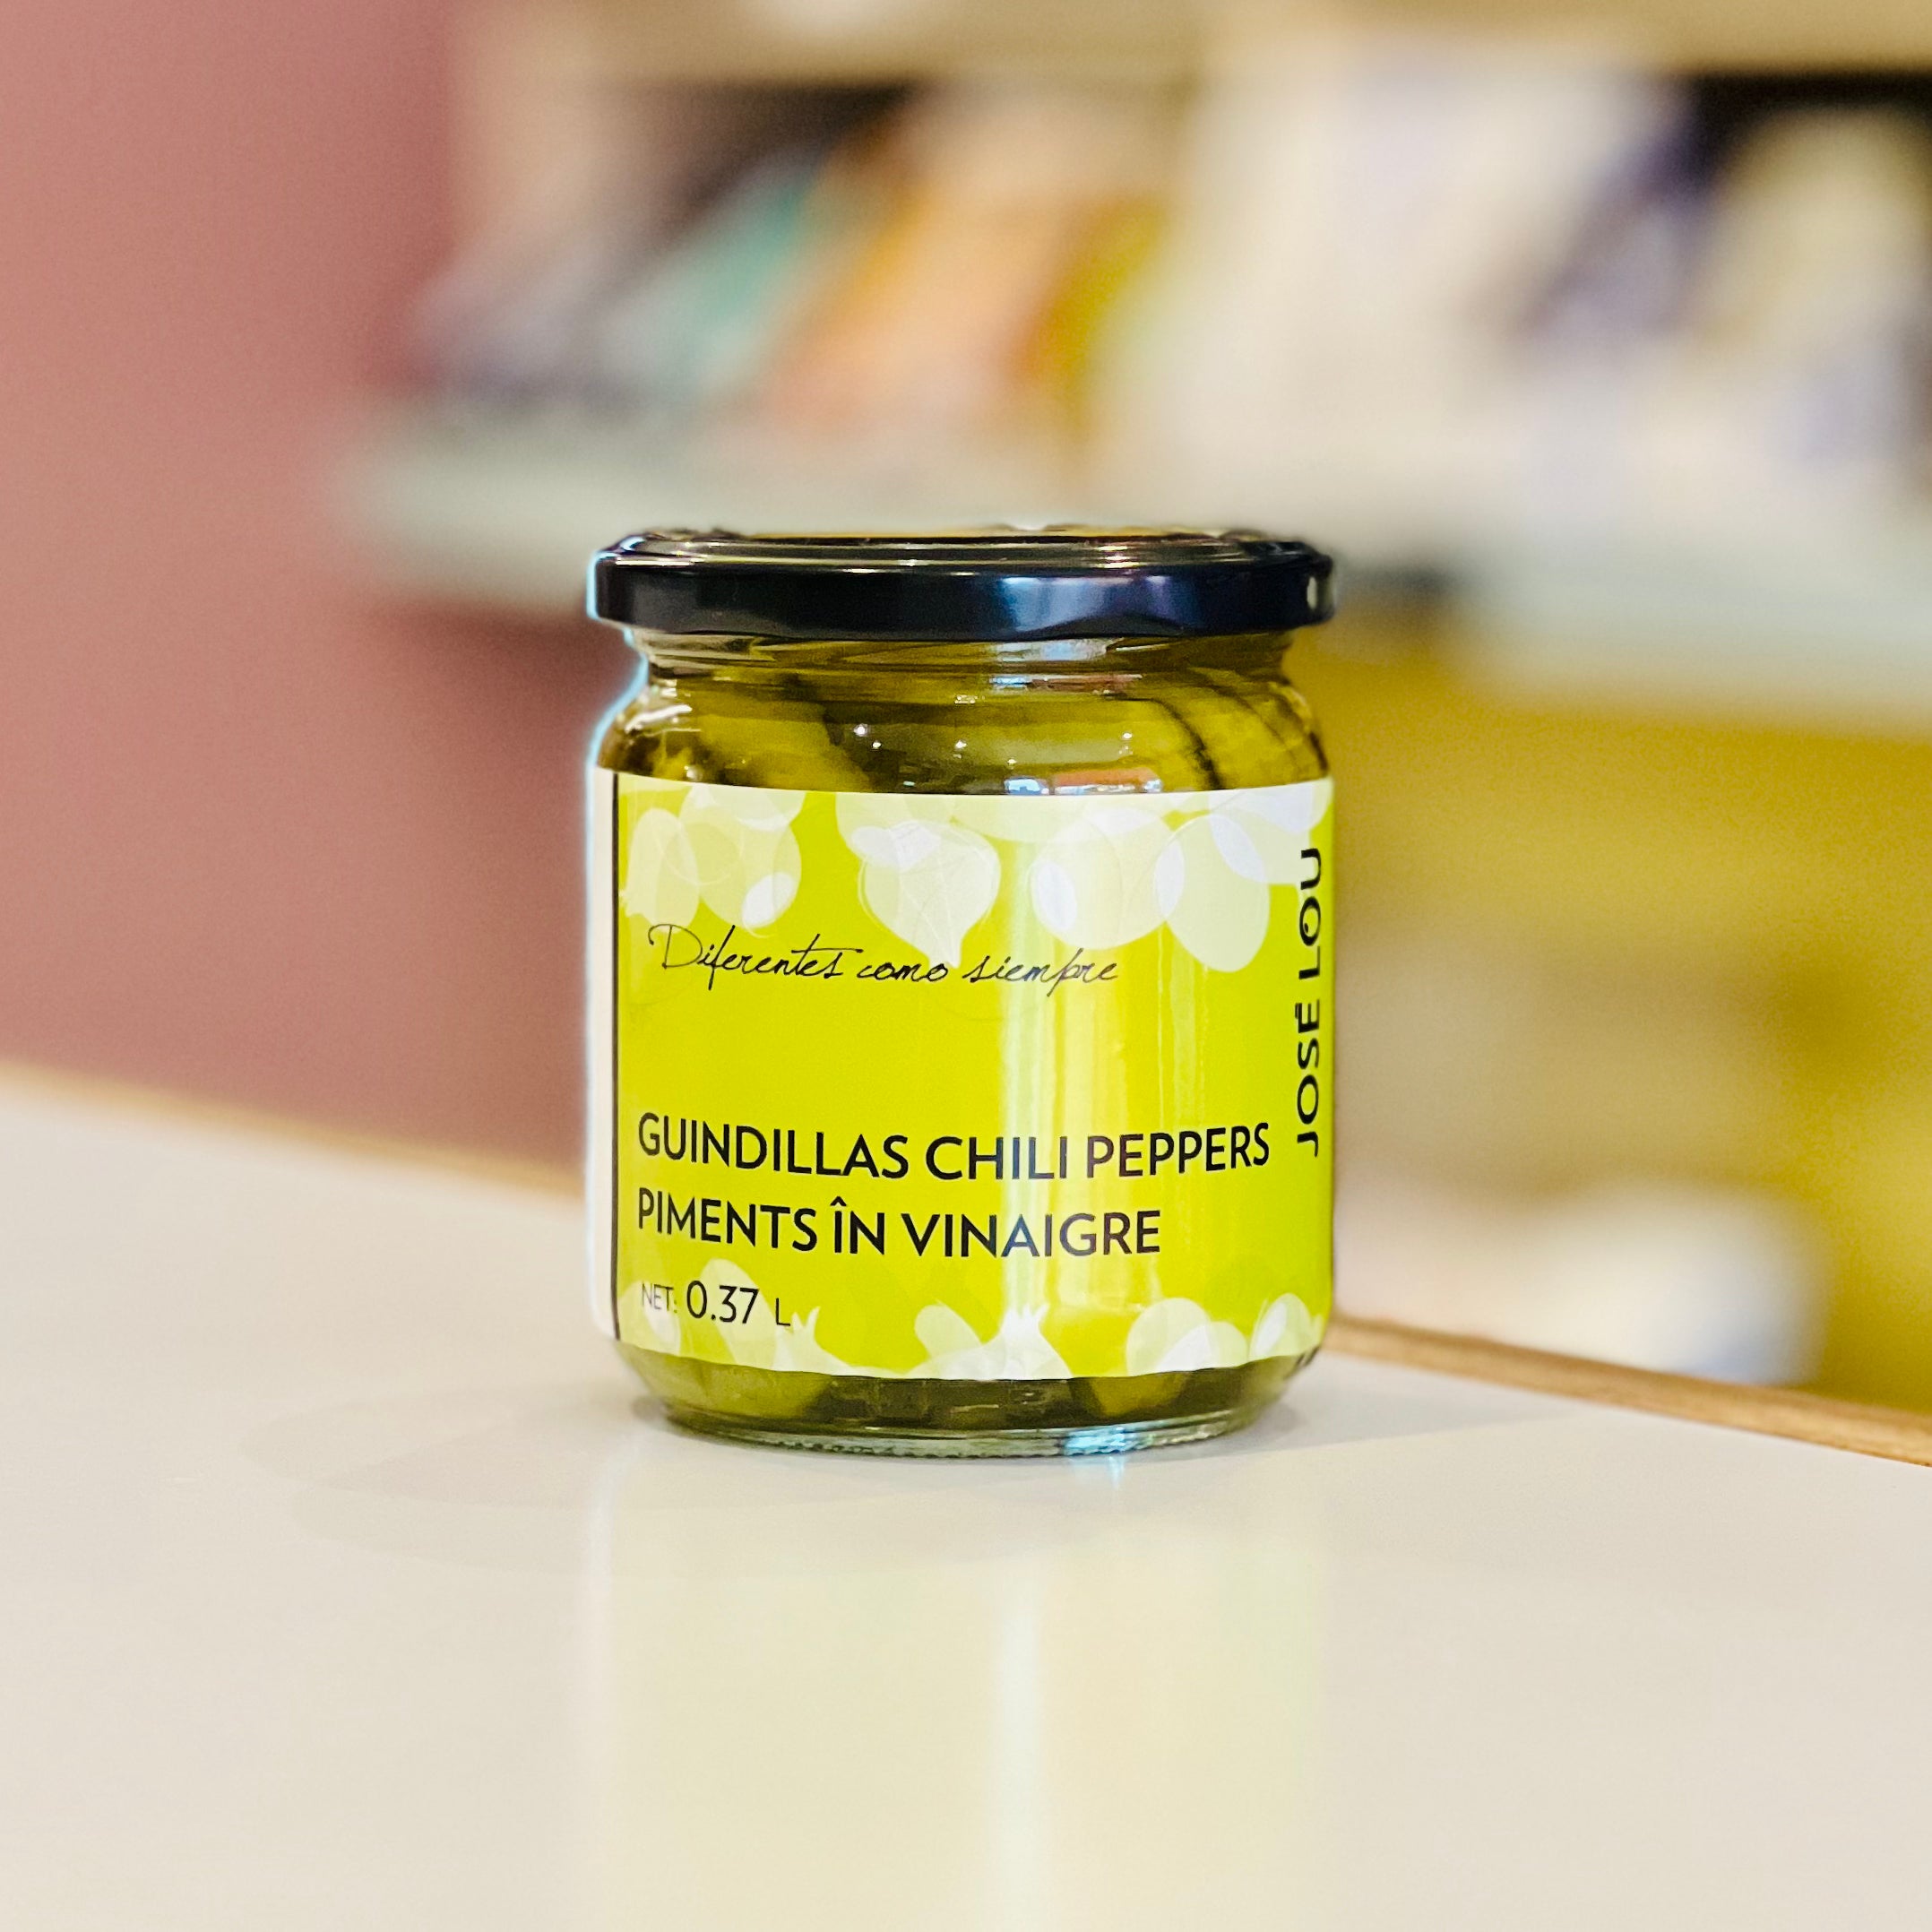 Diferentes como siempre
JOSÉ LOU
GUINDILLAS CHILI PEPPERS
PIMENTS ÎN VINAIGRE
NET: 0.37 L